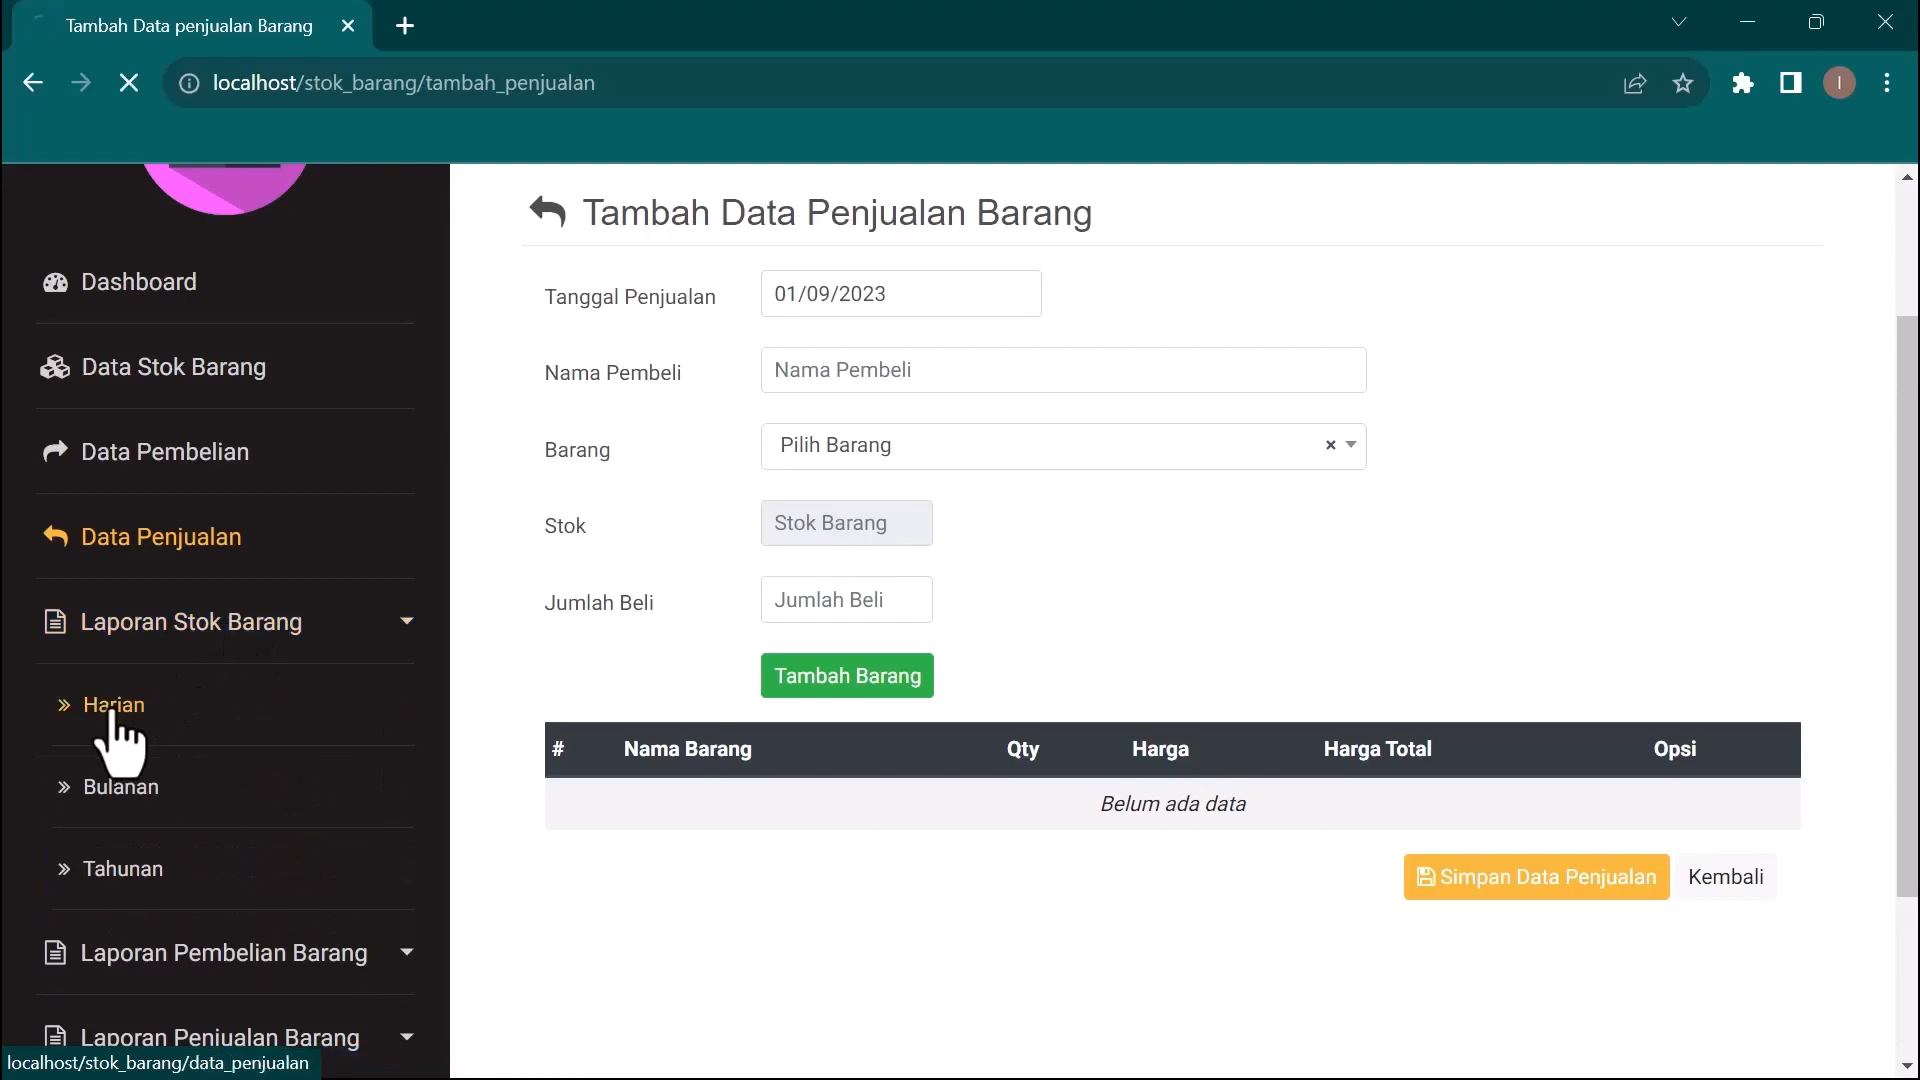 Tambah Data penjualan Barang
localhost/stok_barang/tambah_penjualan
I
Dashboard
Data Stok Barang
Data Pembelian
Data Penjualan
Laporan Stok Barang
» Harian
» Bulanan
» Tahunan
Laporan Pembelian Barang
Laporan Penjualan Barang
localhost/stok_barang/data_penjualan
Tambah Data Penjualan Barang
Tanggal Penjualan 01/09/2023
Nama Pembeli Nama Pembeli
Barang Pilih Barang ×
Stok Stok Barang
Jumlah Beli Jumlah Beli
Tambah Barang
# Nama Barang Qty Harga Harga Total Opsi
Belum ada data
Simpan Data Penjualan Kembali